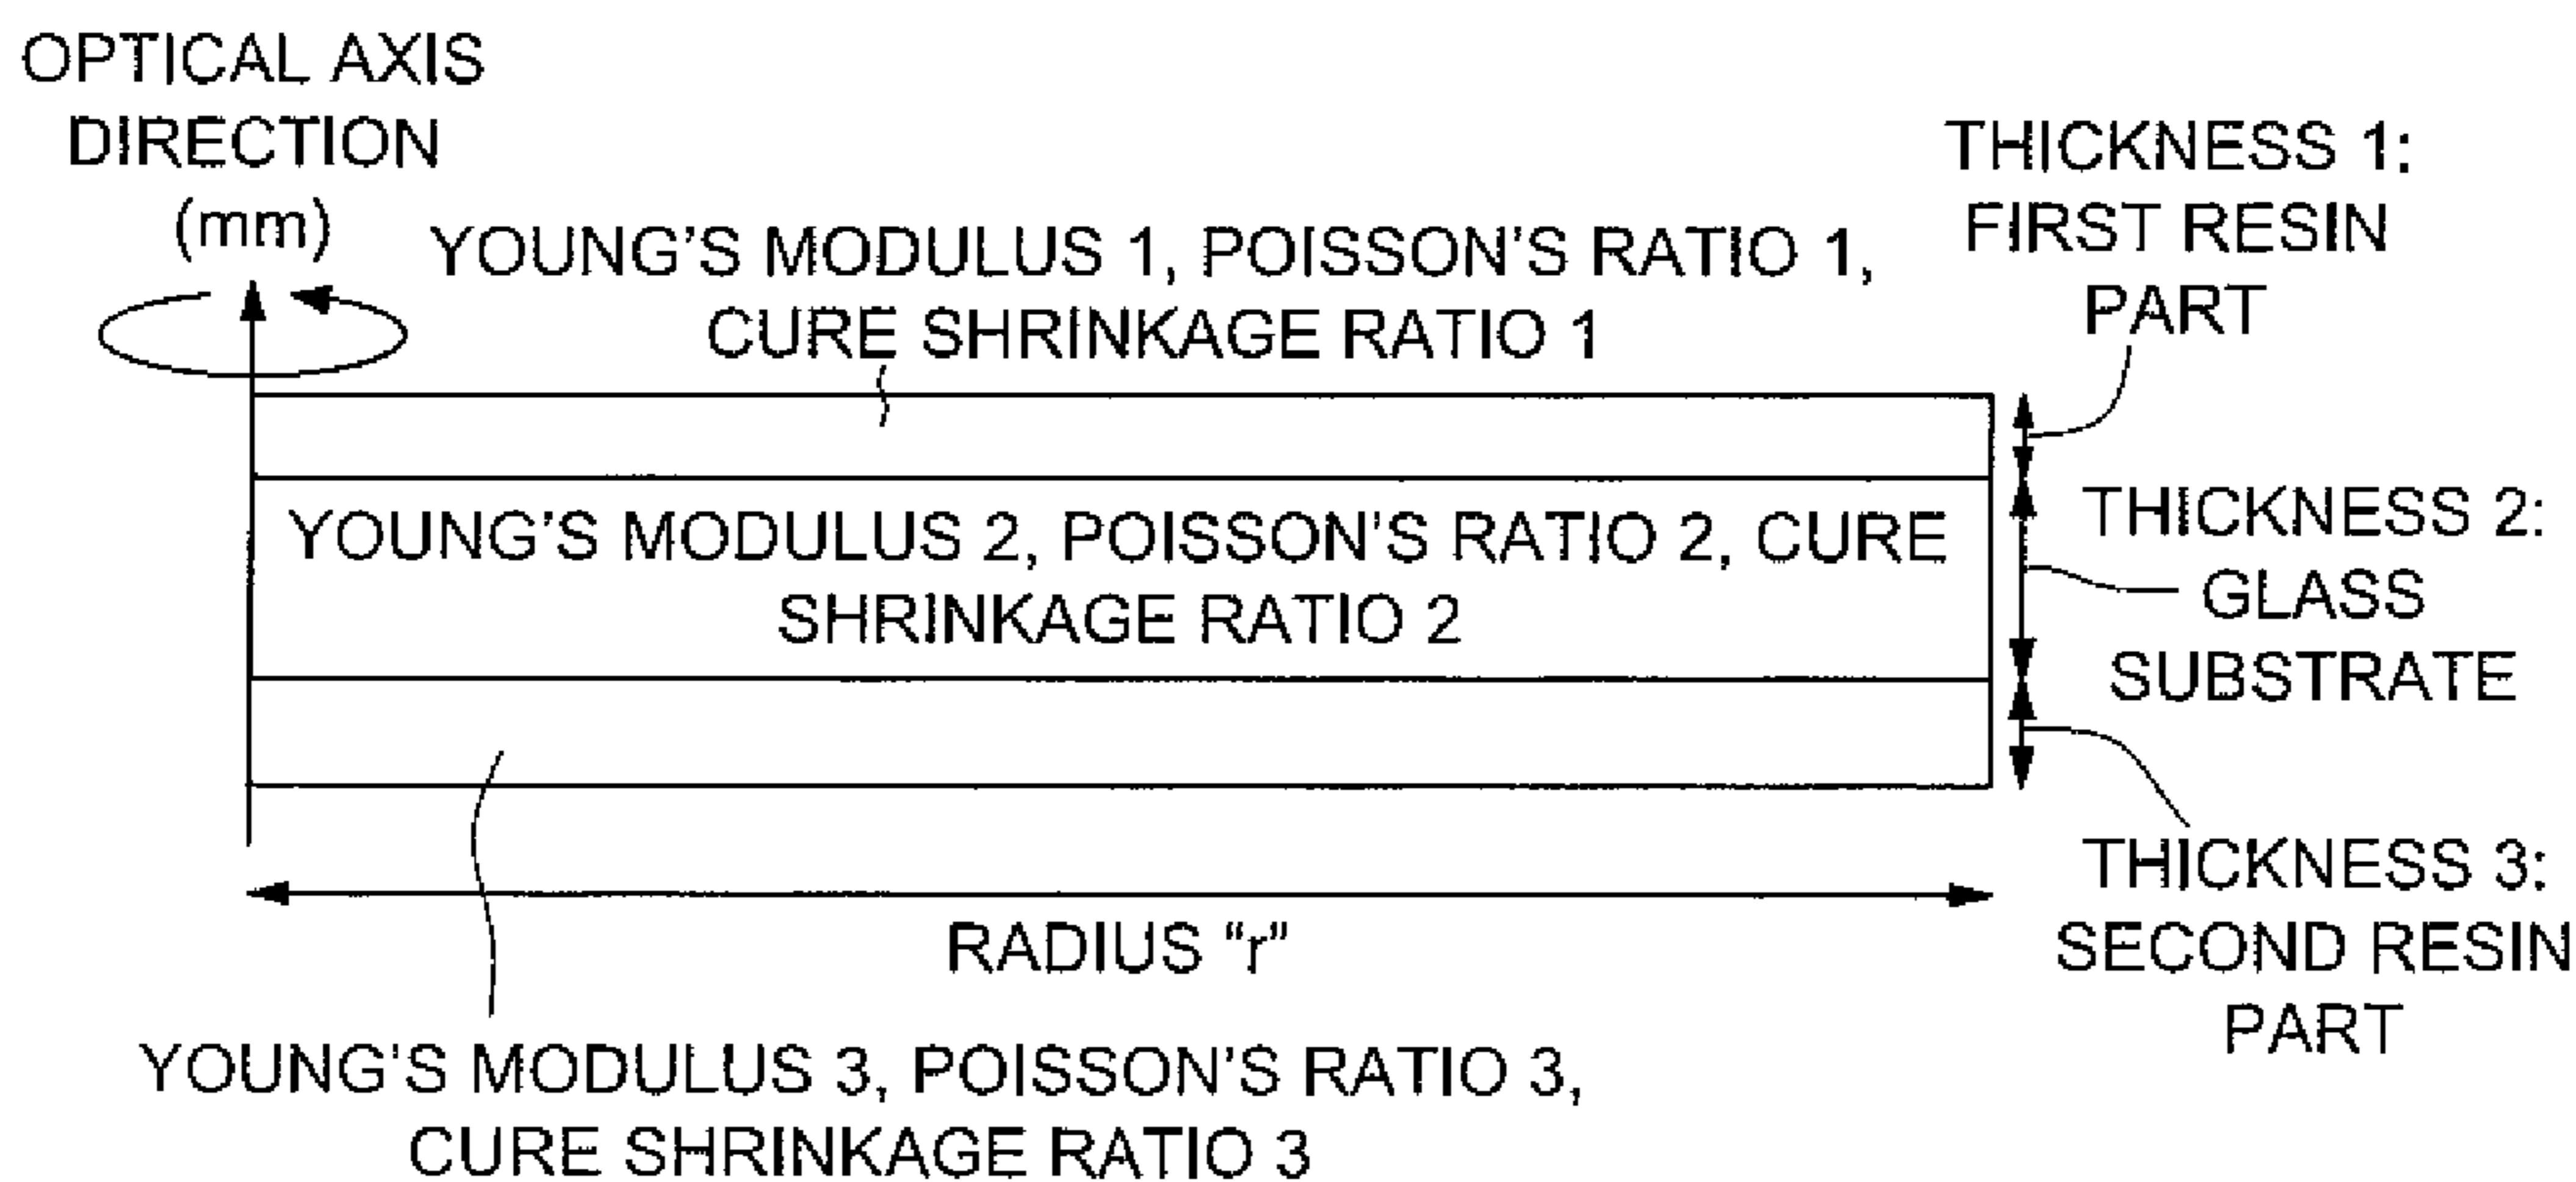 OPTICAL AXIS
DIRECTION
(mm)
YOUNG'S MODULUS 1, POISSON'S RATIO 1,
CURE SHRINKAGE RATIO 1
THICKNESS 1:
FIRST RESIN
PART
YOUNG'S MODULUS 2, POISSON'S RATIO 2, CURE
SHRINKAGE RATIO 2
THICKNESS 2:
GLASS
SUBSTRATE
THICKNESS 3:
SECOND RESIN
PART
RADIUS “r”
YOUNG'S MODULUS 3, POISSON'S RATIO 3,
CURE SHRINKAGE RATIO 3